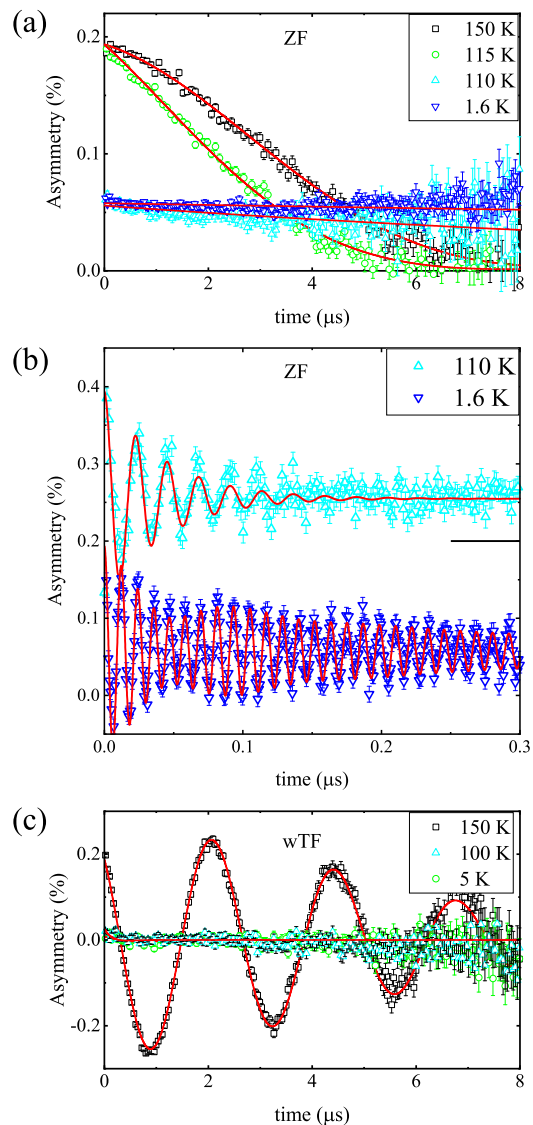 (a)
ZF
150 K
115 K
110 K
1.6 K
0.2
0.1
0.0
Asymmetry (%)
0
2
4
6
8
time (μs)
(b)
ZF
110 K
1.6 K
0.4
0.3
0.2
0.1
0.0
Asymmetry (%)
0.0
0.1
0.2
0.3
time (μs)
(c)
wTF
150 K
100 K
5 K
0.2
0.0
-0.2
Asymmetry (%)
0
2
4
6
8
time (μs)